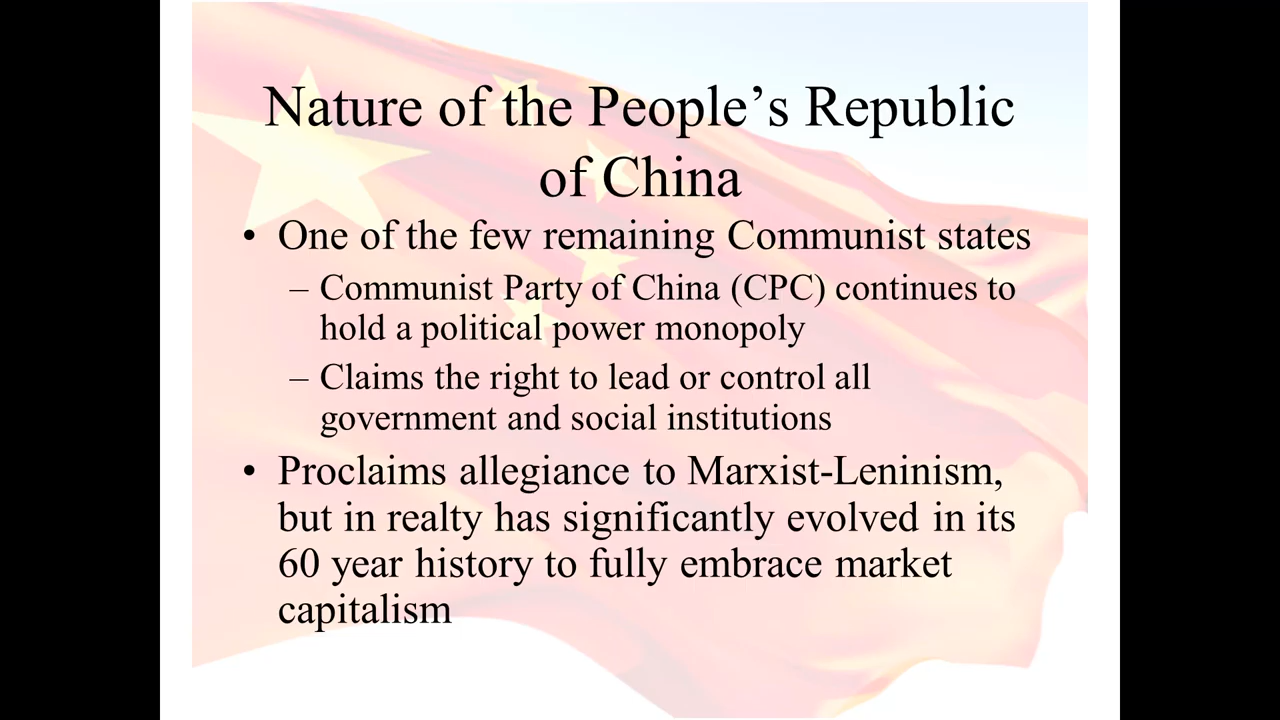 Nature of the People’s Republic
of China
• One of the few remaining Communist states
– Communist Party of China (CPC) continues to
hold a political power monopoly
– Claims the right to lead or control all
government and social institutions
• Proclaims allegiance to Marxist-Leninism,
but in realty has significantly evolved in its
60 year history to fully embrace market
capitalism